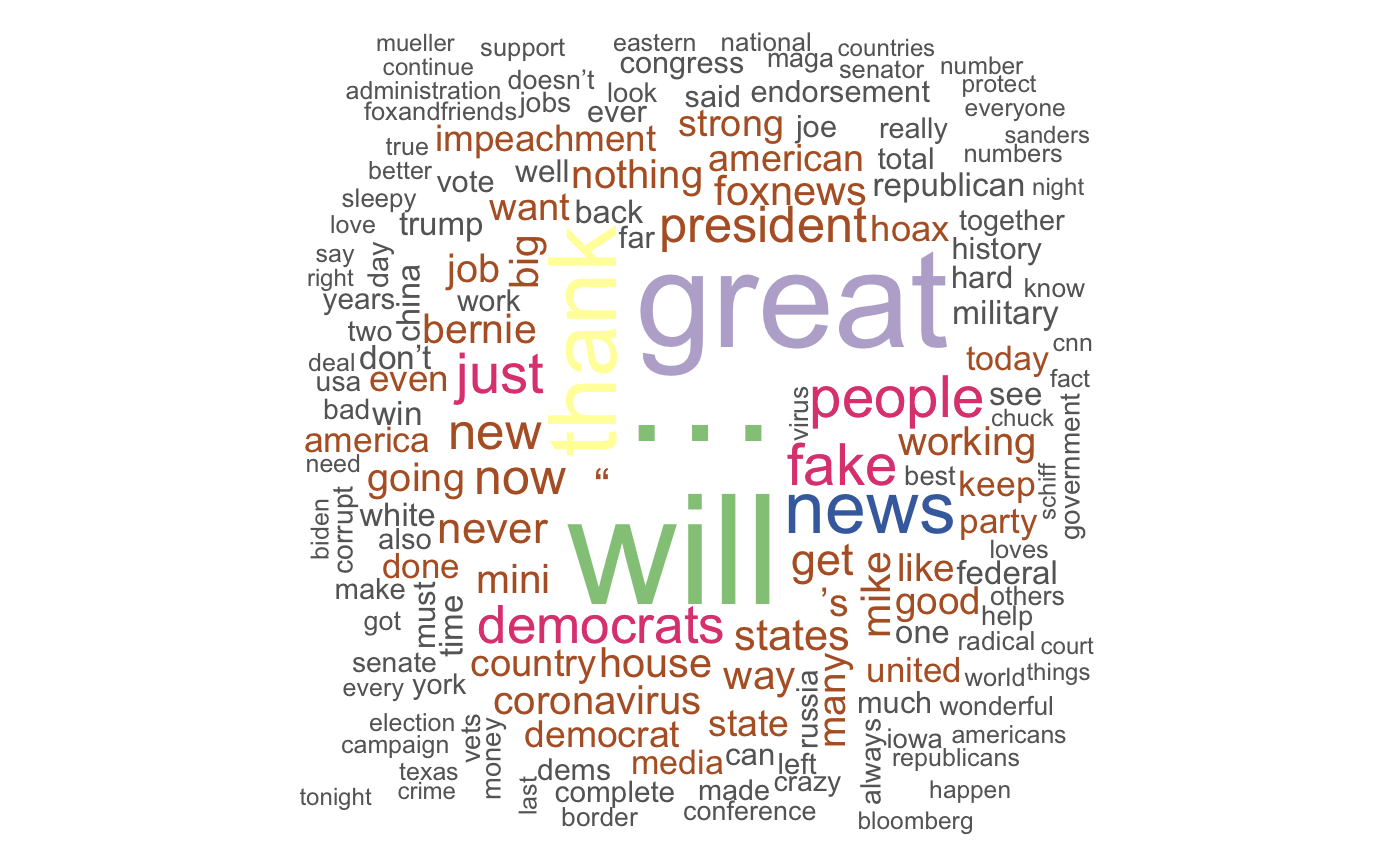 mueller support eastern national countries
continue doesn’t congress maga senator number
administration jobs look said endorsement protect
foxandfriends ever everyone
true impeachment strong joe really sanders
better vote well nothing american total numbers
sleepy want back foxnews republican night
love trump far president hoax together
say day big thank great history
right job hard know
years china work military
two bernie cnn
deal don’t just today
usa even people see fact
bad win virus chuck
america new ... working
need going now “ fake best keep schiff government
biden corrupt white never will news party
also loves
done mini get mike like federal
make must time ’s good others
got democrats states one help
radical court
senate country house way many united world things
every york coronavirus russia much wonderful
election vets democrat state always iowa americans
campaign money media can left republicans
texas dems crazy
tonight crime last complete made happen
border conference bloomberg